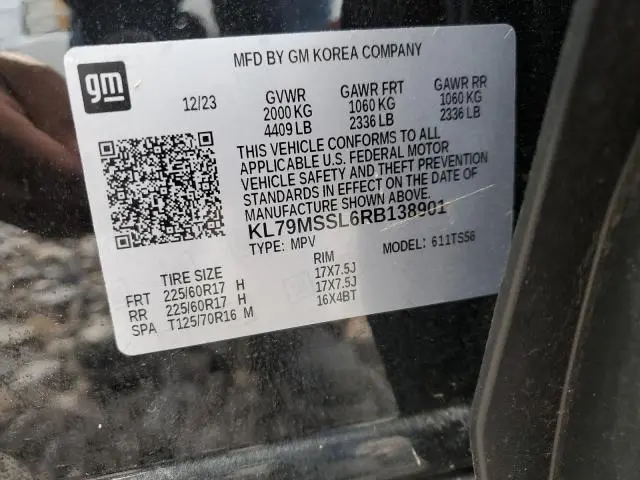 MFD BY GM KOREA COMPANY
gm
12/23
GVWR GAWR FRT GAWR RR
2000 KG 1060 KG 1060 KG
4409 LB 2336 LB 2336 LB
THIS VEHICLE CONFORMS TO ALL
APPLICABLE U.S. FEDERAL MOTOR
VEHICLE SAFETY AND THEFT PREVENTION
STANDARDS IN EFFECT ON THE DATE OF
MANUFACTURE SHOWN ABOVE.
KL79MSSL6RB138901
TYPE: MPV MODEL: 611TS56
TIRE SIZE RIM
FRT 225/60R17 H 17X7.5J
RR 225/60R17 H 17X7.5J
SPA T125/70R16 M 16X4BT